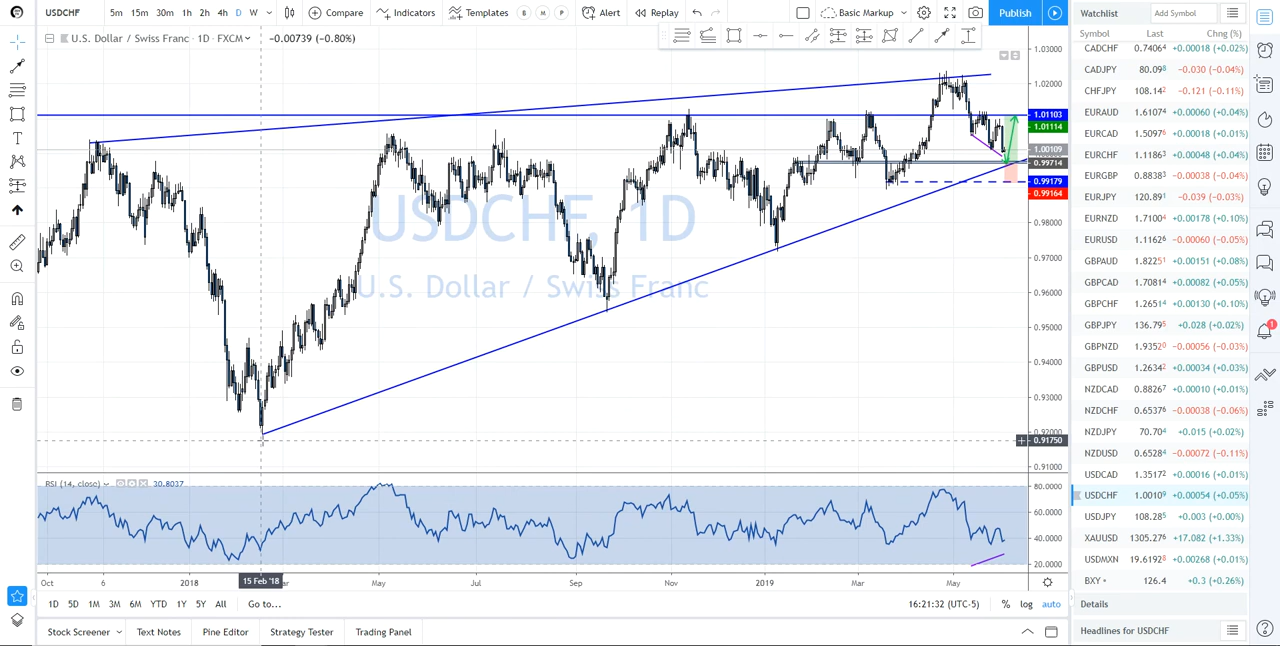 USDCHF 5m 15m 30m 1h 2h 4h D W Compare Indicators Templates B M P Alert Replay Basic Markup Publish
U.S. Dollar / Swiss Franc · 1D · FXCM -0.00739 (-0.80%)
USDCHF, 1D
U.S. Dollar / Swiss Franc
1.03000
1.02000
1.01103
1.01114
1.00109
0.99714
0.99179
0.99164
0.98000
0.97000
0.96000
0.95000
0.94000
0.93000
0.92000
0.91750
0.91000
RSI (14, close) 30.8037
80.0000
60.0000
40.0000
20.0000
Oct 6 2018 15 Feb '18 May Jul Sep Nov 2019 Mar May
1D 5D 1M 3M 6M YTD 1Y 5Y All Go to... 16:21:32 (UTC-5) % log auto
Stock Screener Text Notes Pine Editor Strategy Tester Trading Panel
Watchlist Add Symbol
Symbol Last Chg (%)
CADCHF 0.74064 +0.00018 (+0.02%)
CADJPY 80.098 -0.030 (-0.04%)
CHFJPY 108.142 -0.121 (-0.11%)
EURAUD 1.61074 +0.00060 (+0.04%)
EURCAD 1.50976 +0.00018 (+0.01%)
EURCHF 1.11863 +0.00048 (+0.04%)
EURGBP 0.88383 -0.00038 (-0.04%)
EURJPY 120.891 -0.039 (-0.03%)
EURNZD 1.71004 +0.00178 (+0.10%)
EURUSD 1.11626 -0.00060 (-0.05%)
GBPAUD 1.82251 +0.00151 (+0.08%)
GBPCAD 1.70814 +0.00082 (+0.05%)
GBPCHF 1.26514 +0.00130 (+0.10%)
GBPJPY 136.795 +0.028 (+0.02%)
GBPNZD 1.93520 -0.00056 (-0.03%)
GBPUSD 1.26342 +0.00034 (+0.03%)
NZDCAD 0.88267 +0.00010 (+0.01%)
NZDCHF 0.65376 -0.00038 (-0.06%)
NZDJPY 70.704 +0.015 (+0.02%)
NZDUSD 0.65284 -0.00072 (-0.11%)
USDCAD 1.35172 +0.00016 (+0.01%)
USDCHF 1.00109 +0.00054 (+0.05%)
USDJPY 108.285 +0.003 (+0.00%)
XAUUSD 1305.276 +17.082 (+1.33%)
USDMXN 19.61928 +0.00268 (+0.01%)
BXY 126.4 +0.3 (+0.26%)
Details
Headlines for USDCHF
1